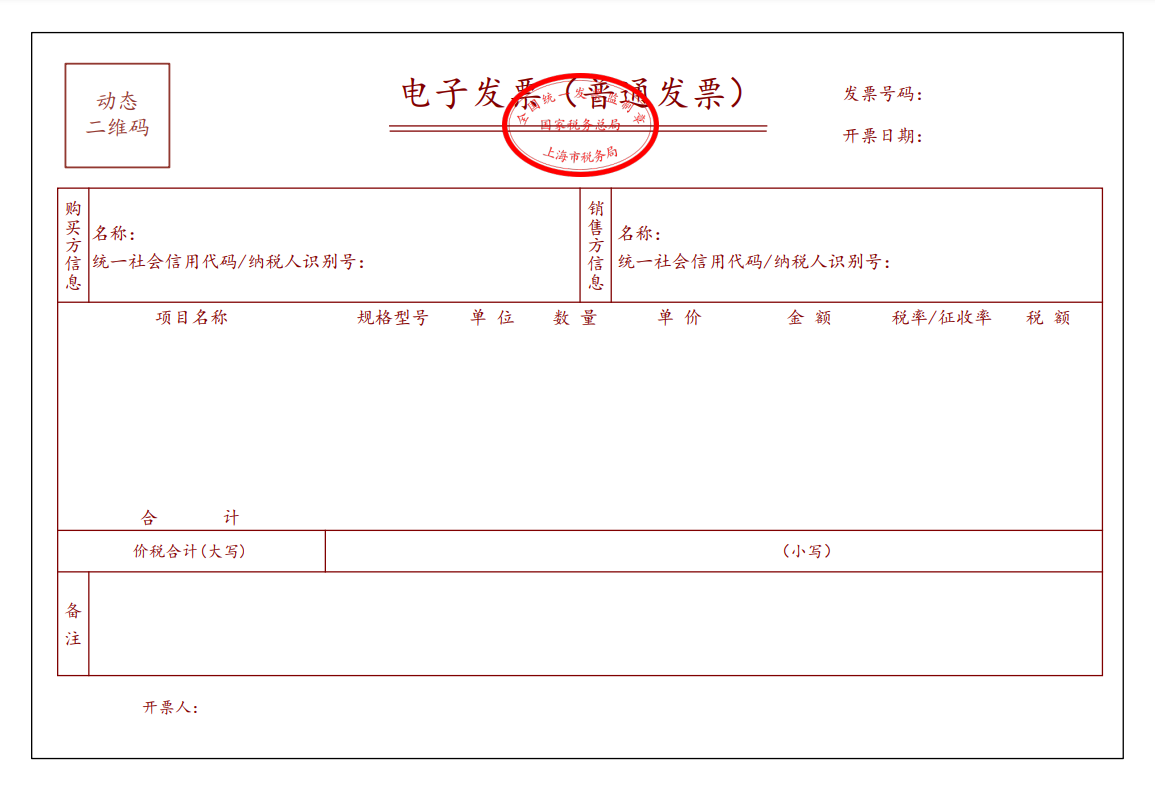 动态
二维码
电子发票（普通发票）
全国统一发票监制章
国家税务总局
上海市税务局
发票号码：
开票日期：
购买方信息
名称：
统一社会信用代码/纳税人识别号：
销售方信息
名称：
统一社会信用代码/纳税人识别号：
项目名称 规格型号 单 位 数 量 单 价 金 额 税率/征收率 税 额
合 计
价税合计(大写) （小写）
备注
开票人：